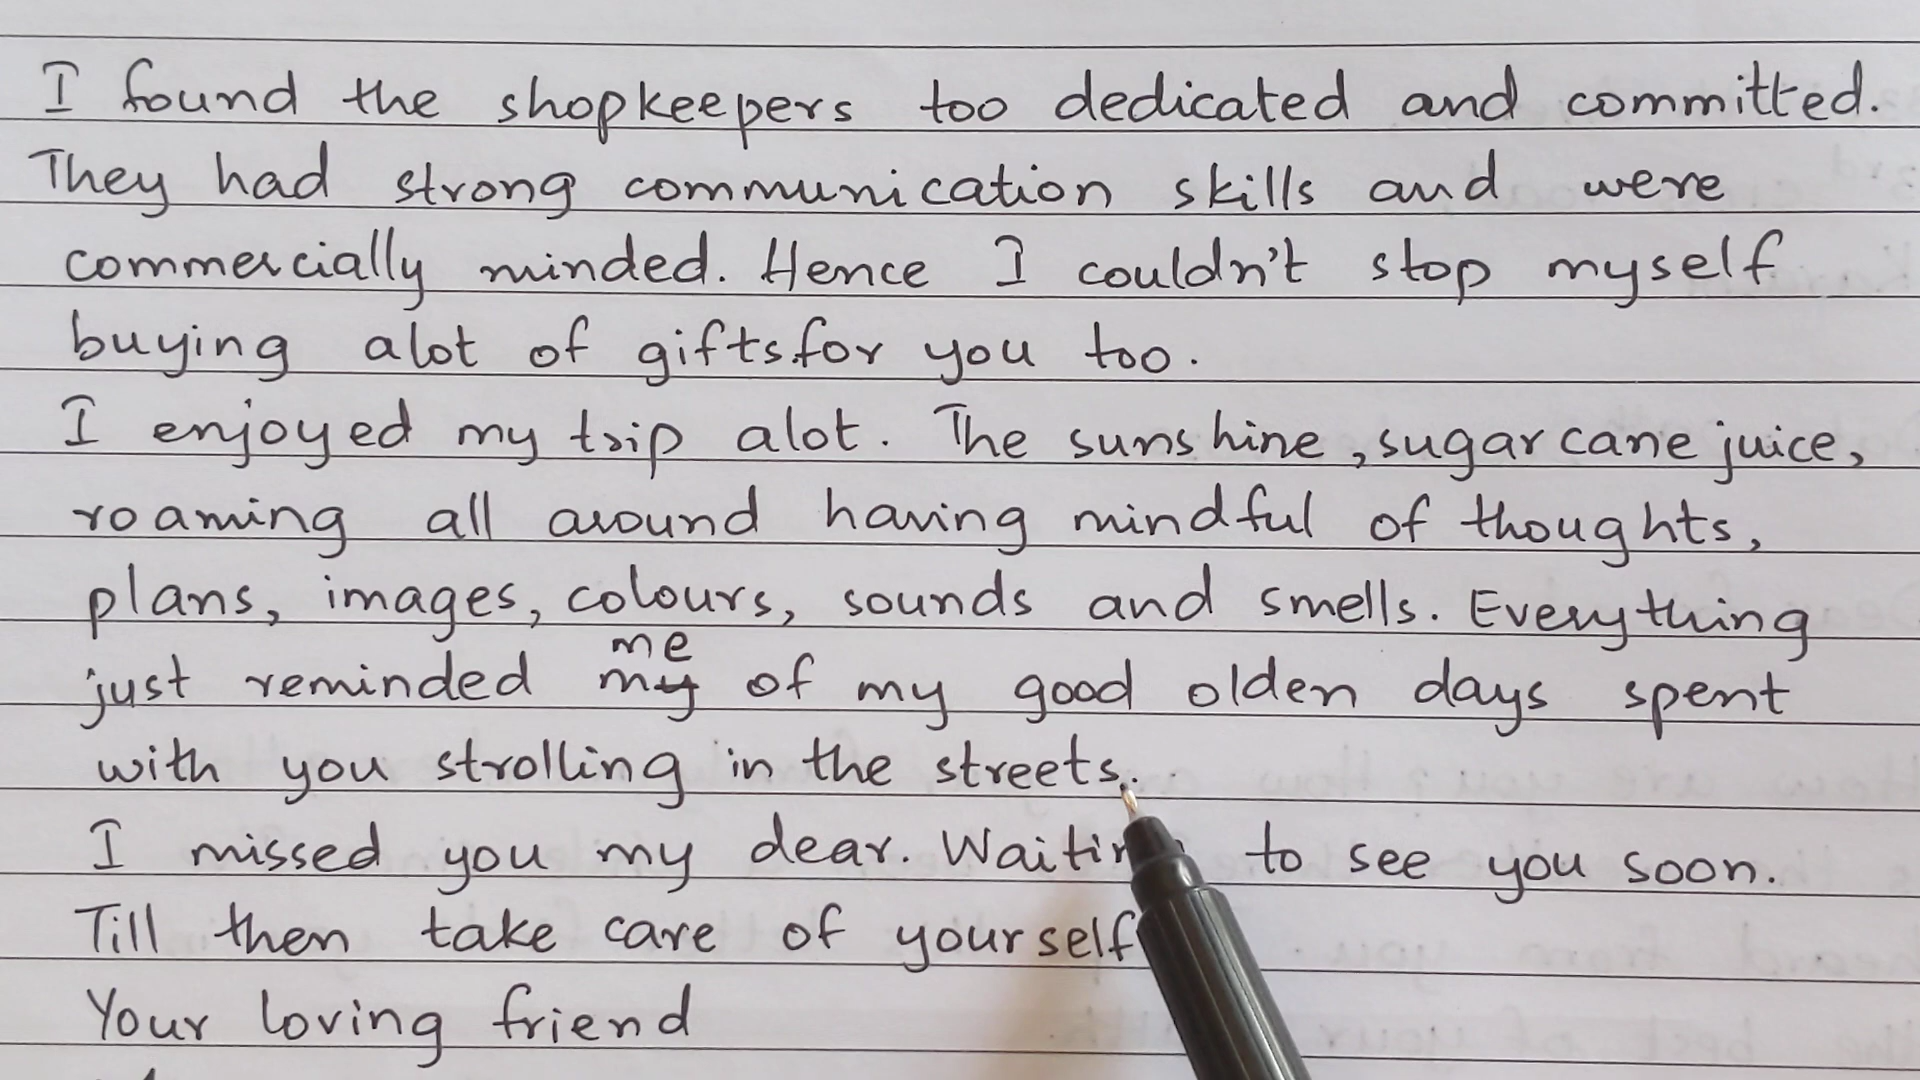 I found the shopkeepers too dedicated and committed.
They had strong communication skills and were
commercially minded. Hence I couldn't stop myself
buying alot of gifts.for you too.
I enjoyed my trip alot. The sunshine, sugarcane juice,
roaming all around having mindful of thoughts,
plans, images, colours, sounds and smells. Everything
me
just reminded my of my good olden days spent
with you strolling in the streets.
I missed you my dear. to see you soon.
Till then take care of yourself
Your loving friend